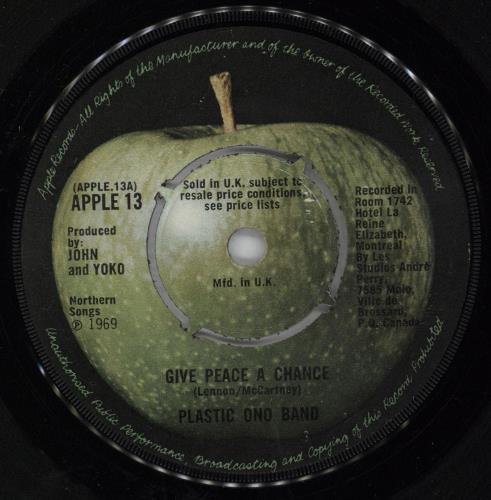 Apple Records-All Rights of the Manufacturer and of the Owner of the Recorded Work Reserved
(APPLE.13A)
APPLE 13
Produced
by:
JOHN
and YOKO
Northern
Songs
℗ 1969
Sold in U.K. subject to
resale price conditions,
see price lists
Mfd. in U.K.
Recorded in
Room 1742
Hotel La
Reine
Elizabeth,
Montreal
By Les
Studios André
Perry,
7585 Malo,
Ville de
Brossard,
P.Q. Canada
GIVE PEACE A CHANCE
(Lennon/McCartney)
PLASTIC ONO BAND
Unauthorised Public Performance Broadcasting and Copying of this Record Prohibited